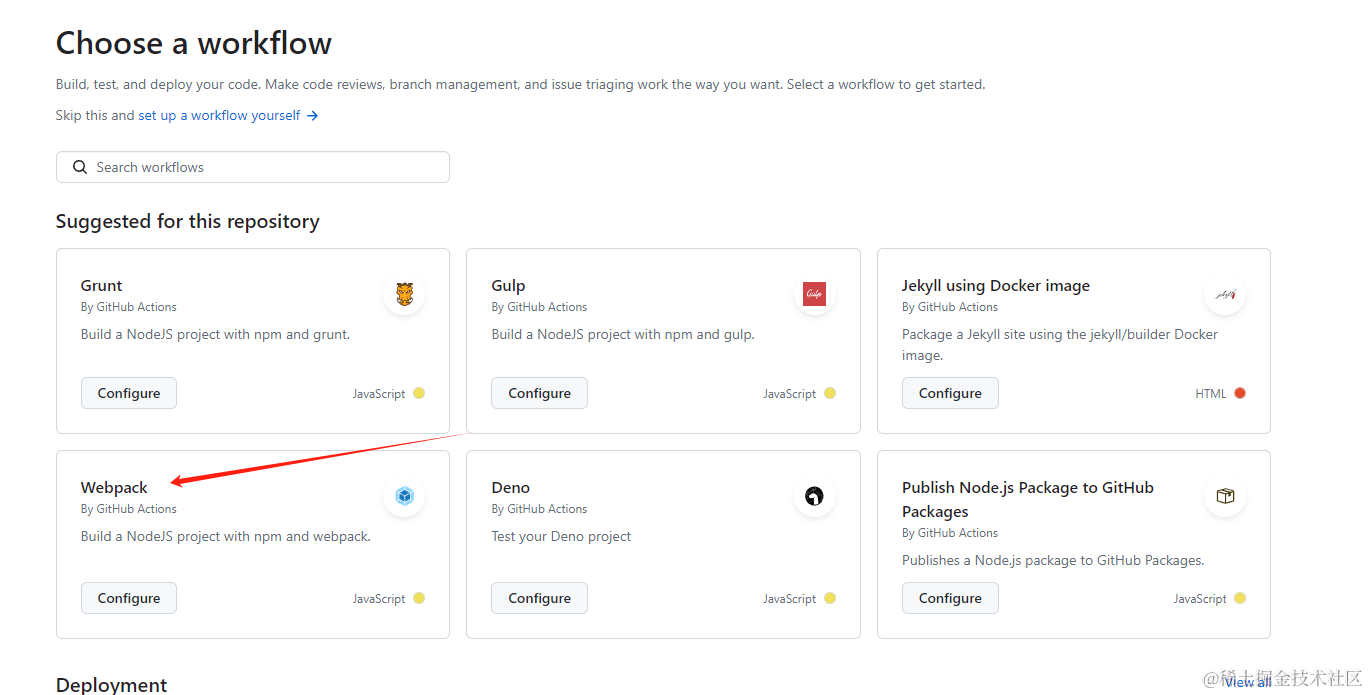 Choose a workflow
Build, test, and deploy your code. Make code reviews, branch management, and issue triaging work the way you want. Select a workflow to get started.
Skip this and set up a workflow yourself →
Search workflows
Suggested for this repository
Grunt
By GitHub Actions
Build a NodeJS project with npm and grunt.
Configure
JavaScript
Gulp
By GitHub Actions
Gulp
Build a NodeJS project with npm and gulp.
Configure
JavaScript
Jekyll using Docker image
By GitHub Actions
jekyll
Package a Jekyll site using the jekyll/builder Docker
image.
Configure
HTML
Webpack
By GitHub Actions
Build a NodeJS project with npm and webpack.
Configure
JavaScript
Deno
By GitHub Actions
Test your Deno project
Configure
JavaScript
Publish Node.js Package to GitHub
Packages
By GitHub Actions
Publishes a Node.js package to GitHub Packages.
Configure
JavaScript
Deployment
View all
@稀土掘金技术社区